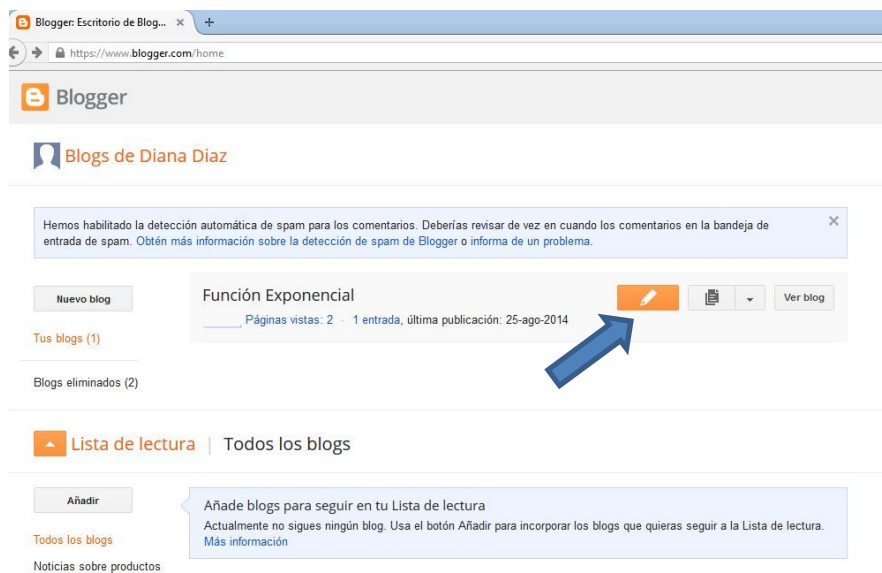 Blogger: Escritorio de Blog...
https://www.blogger.com/home
Blogger
Blogs de Diana Diaz
Hemos habilitado la detección automática de spam para los comentarios. Deberías revisar de vez en cuando los comentarios en la bandeja de
entrada de spam. Obtén más información sobre la detección de spam de Blogger o informa de un problema.
Nuevo blog
Tus blogs (1)
Blogs eliminados (2)
Función Exponencial
Páginas vistas: 2 - 1 entrada, última publicación: 25-ago-2014
Ver blog
Lista de lectura | Todos los blogs
Añadir
Todos los blogs
Noticias sobre productos
Añade blogs para seguir en tu Lista de lectura
Actualmente no sigues ningún blog. Usa el botón Añadir para incorporar los blogs que quieras seguir a la Lista de lectura.
Más información